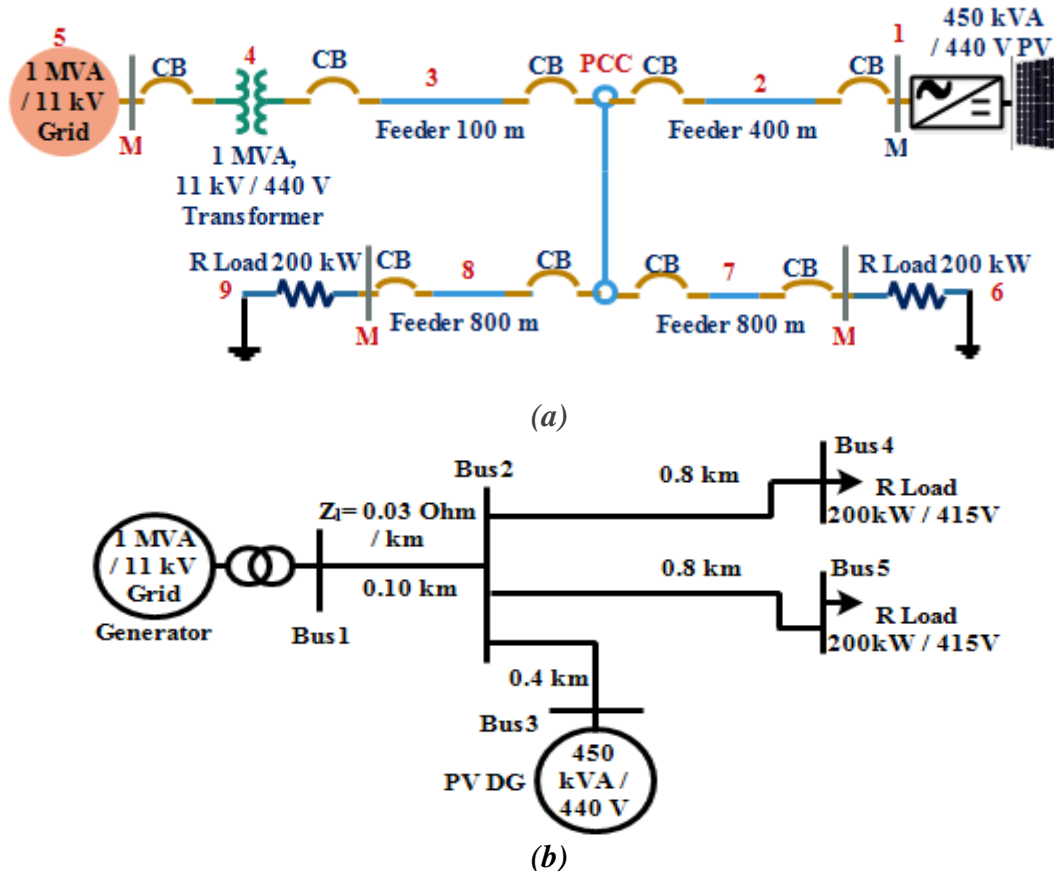 5
1 MVA
/ 11 kV
Grid
M
CB
4
1 MVA,
11 kV / 440 V
Transformer
CB
3
Feeder 100 m
CB
PCC
CB
2
Feeder 400 m
CB
1
M
450 kVA
/ 440 V PV
R Load 200 kW
9
M
CB
8
Feeder 800 m
CB
CB
7
Feeder 800 m
CB
M
R Load 200 kW
6
(a)
1 MVA
/ 11 kV
Grid
Generator
Bus1
Zl= 0.03 Ohm
/ km
0.10 km
Bus2
0.8 km
Bus4
R Load
200kW / 415V
0.8 km
Bus5
R Load
200kW / 415V
0.4 km
Bus3
PV DG
450
kVA /
440 V
(b)